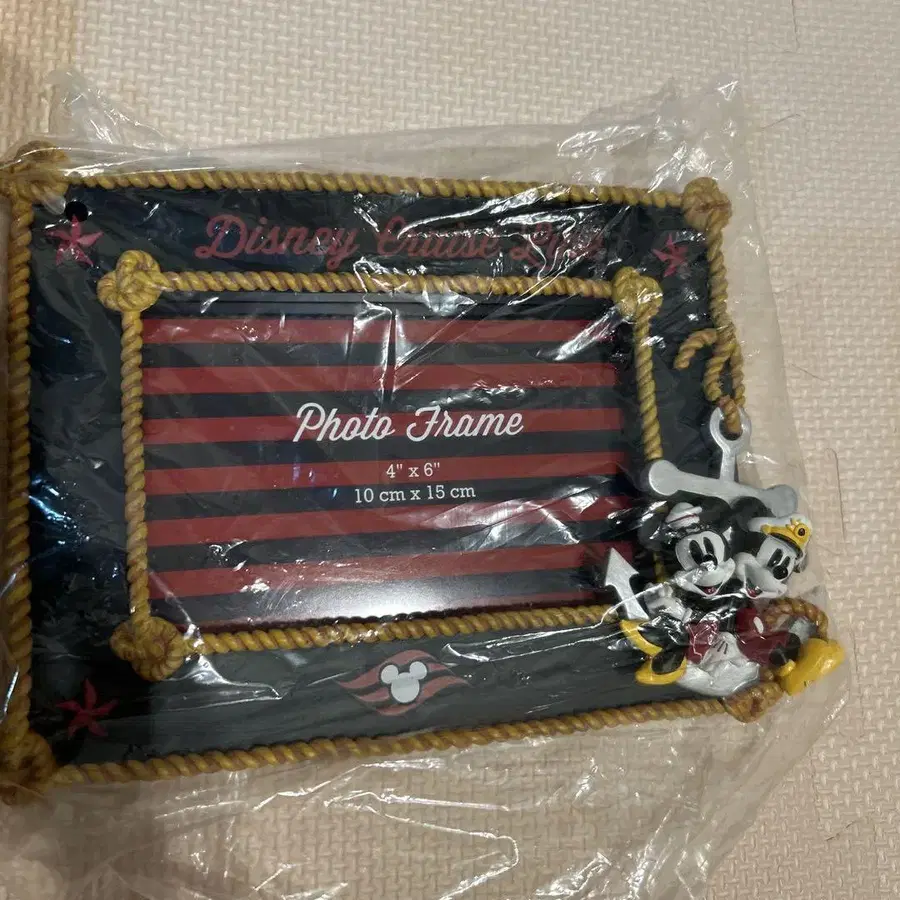 Disney Cruise Line
Photo Frame
4" x 6"
10 cm x 15 cm